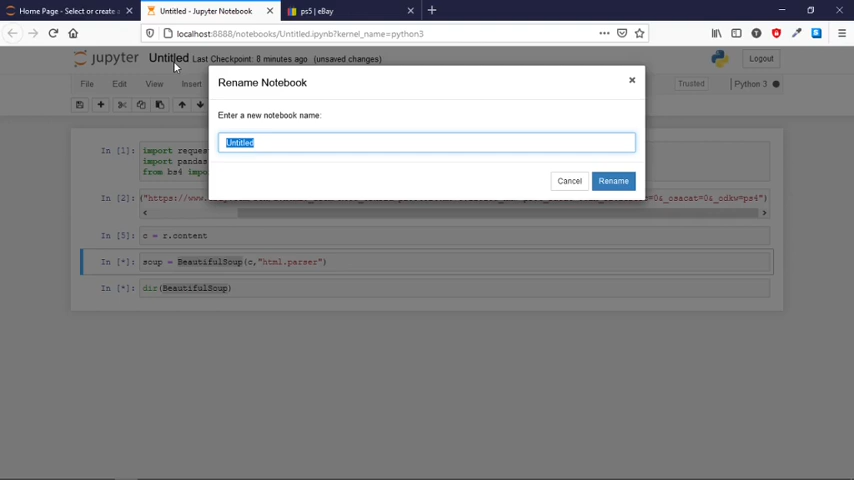 Home Page - Select or create a
Untitled - Jupyter Notebook
ps5 | eBay
localhost:8888/notebooks/Untitled.ipynb?kernel_name=python3
jupyter Untitled Last Checkpoint: 8 minutes ago (unsaved changes)
Logout
File Edit View Insert
Trusted
Python 3
Rename Notebook
Enter a new notebook name:
Untitled
Cancel Rename
In [1]: import reques
import pandas
from bs4 impo
In [2]: ("https://www.
=0&_osacat=0&_odkw=ps4")
In [5]: c = r.content
In [*]: soup = BeautifulSoup(c,"html.parser")
In [*]: dir(BeautifulSoup)